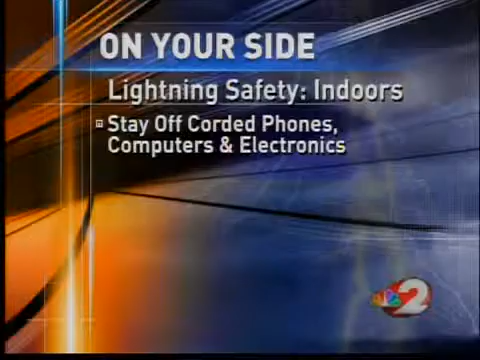 ON YOUR SIDE
Lightning Safety: Indoors
Stay Off Corded Phones,
Computers & Electronics
2